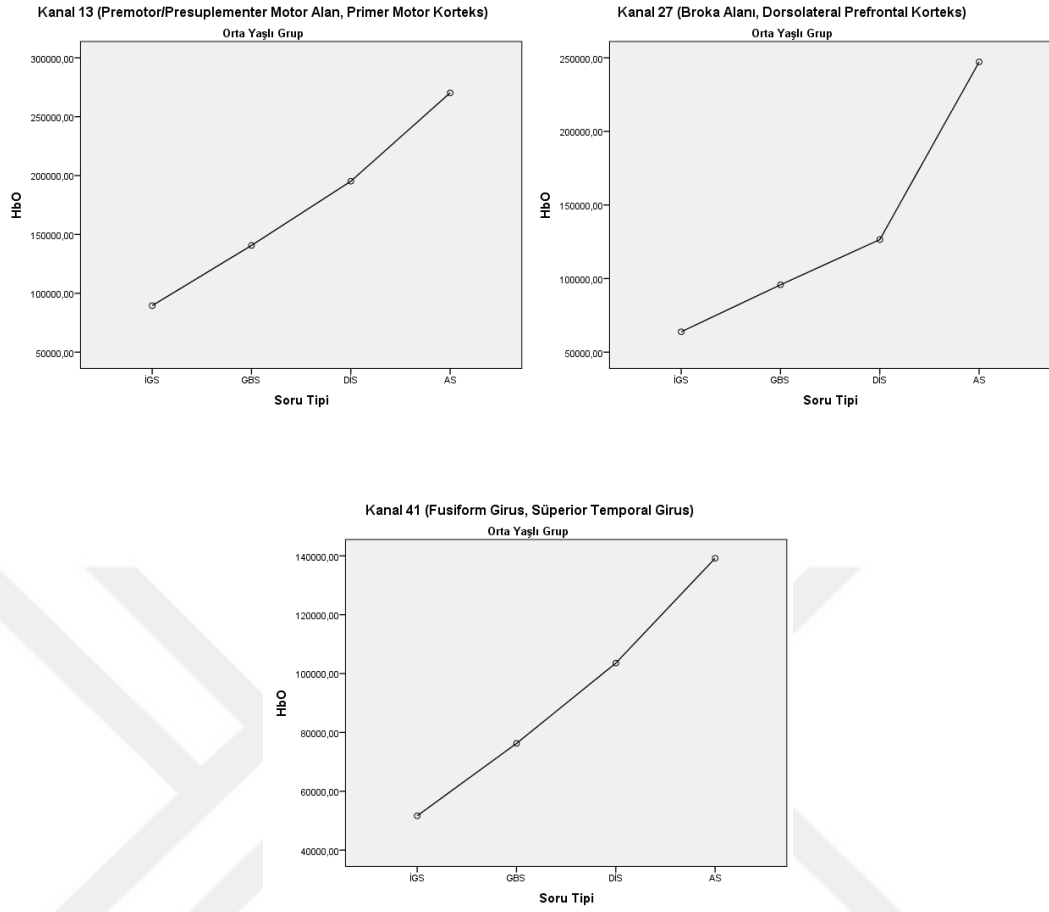 Kanal 13 (Premotor/Presuplementer Motor Alan, Primer Motor Korteks)
Orta Yaşlı Grup
300000,00
250000,00
200000,00
150000,00
100000,00
50000,00
HbO
İGS GBS DİS AS
Soru Tipi
Kanal 27 (Broka Alanı, Dorsolateral Prefrontal Korteks)
Orta Yaşlı Grup
250000,00
200000,00
150000,00
100000,00
50000,00
HbO
İGS GBS DİS AS
Soru Tipi
Kanal 41 (Fusiform Girus, Süperior Temporal Girus)
Orta Yaşlı Grup
140000,00
120000,00
100000,00
80000,00
60000,00
40000,00
HbO
İGS GBS DİS AS
Soru Tipi